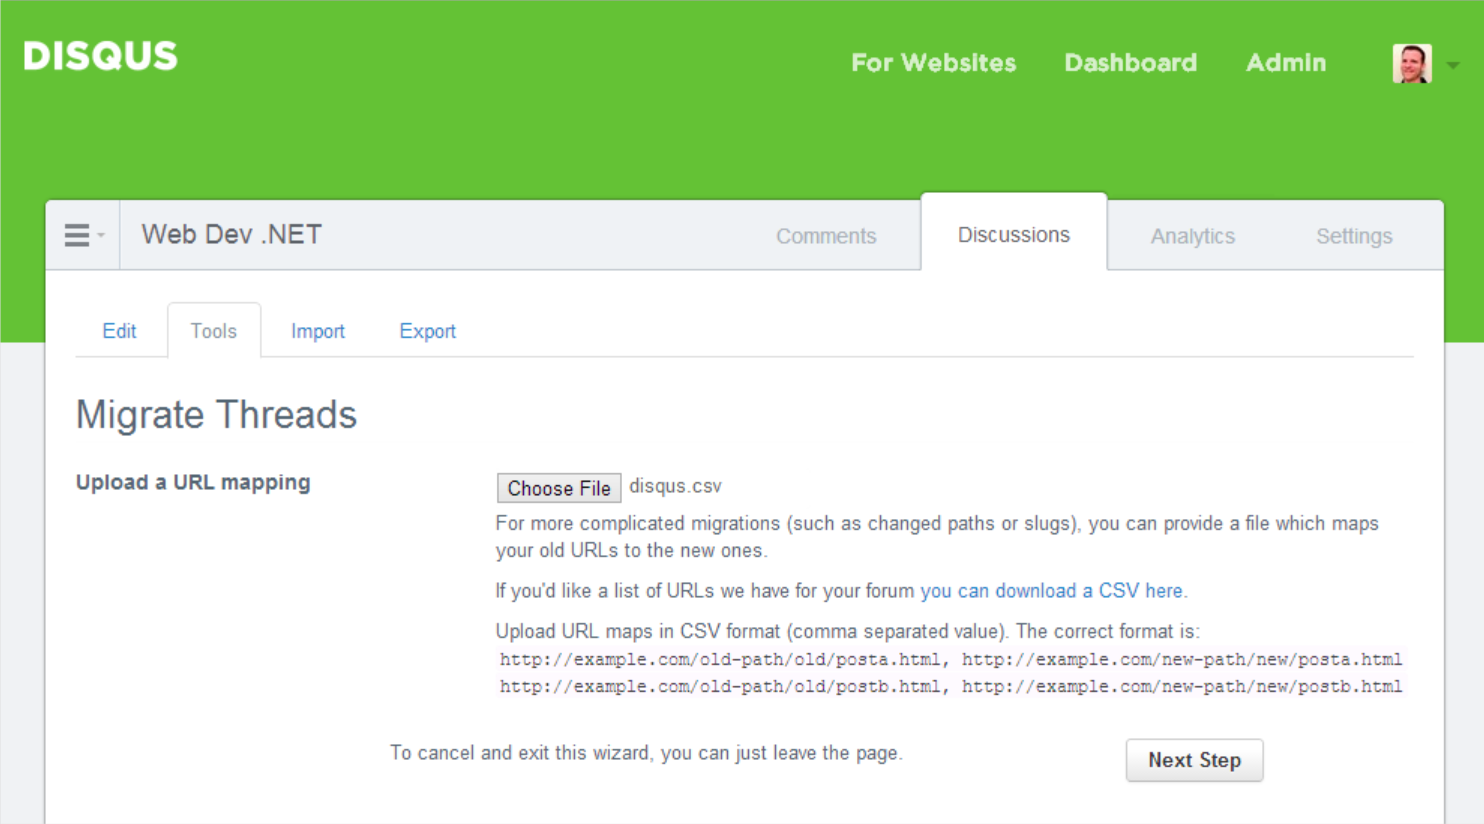 DISQUS
For Websites
Dashboard
Admin
Web Dev .NET
Comments
Discussions
Analytics
Settings
Edit
Tools
Import
Export
Migrate Threads
Upload a URL mapping
Choose File disqus.csv
For more complicated migrations (such as changed paths or slugs), you can provide a file which maps
your old URLs to the new ones.
If you'd like a list of URLs we have for your forum you can download a CSV here.
Upload URL maps in CSV format (comma separated value). The correct format is:
http://example.com/old-path/old/posta.html, http://example.com/new-path/new/posta.html
http://example.com/old-path/old/postb.html, http://example.com/new-path/new/postb.html
To cancel and exit this wizard, you can just leave the page.
Next Step